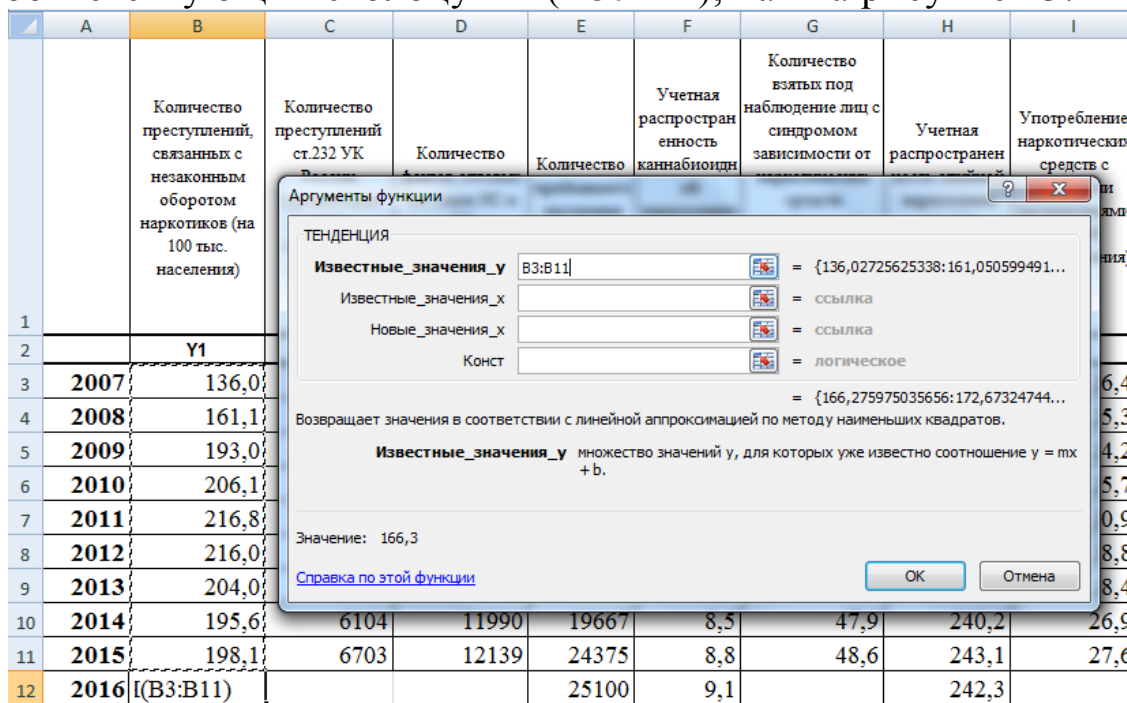 A B C D E F G H I
1
Количество
преступлений,
связанных с
незаконным
оборотом
наркотиков (на
100 тыс.
населения)
Количество
преступлений
ст.232 УК
Количество
Количество
Учетная
распростран
енность
каннабиоидн
Количество
взятых под
наблюдение лиц с
синдромом
зависимости от
Учетная
распространен
Употребление
наркотических
средств с
2 Y1
3 2007 136,0
4 2008 161,1
5 2009 193,0
6 2010 206,1
7 2011 216,8
8 2012 216,0
9 2013 204,0
10 2014 195,6 6104 11990 19667 8,5 47,9 240,2 26,9
11 2015 198,1 6703 12139 24375 8,8 48,6 243,1 27,6
12 2016 (B3:B11) 25100 9,1 242,3
Аргументы функции
ТЕНДЕНЦИЯ
Известные_значения_y B3:B11 = {136,02725625338:161,050599491...
Известные_значения_x = ссылка
Новые_значения_x = ссылка
Конст = логическое
= {166,275975035656:172,67324744...
Возвращает значения в соответствии с линейной аппроксимацией по методу наименьших квадратов.
Известные_значения_y множество значений y, для которых уже известно соотношение y = mx
+ b.
Значение: 166,3
Справка по этой функции
OK Отмена